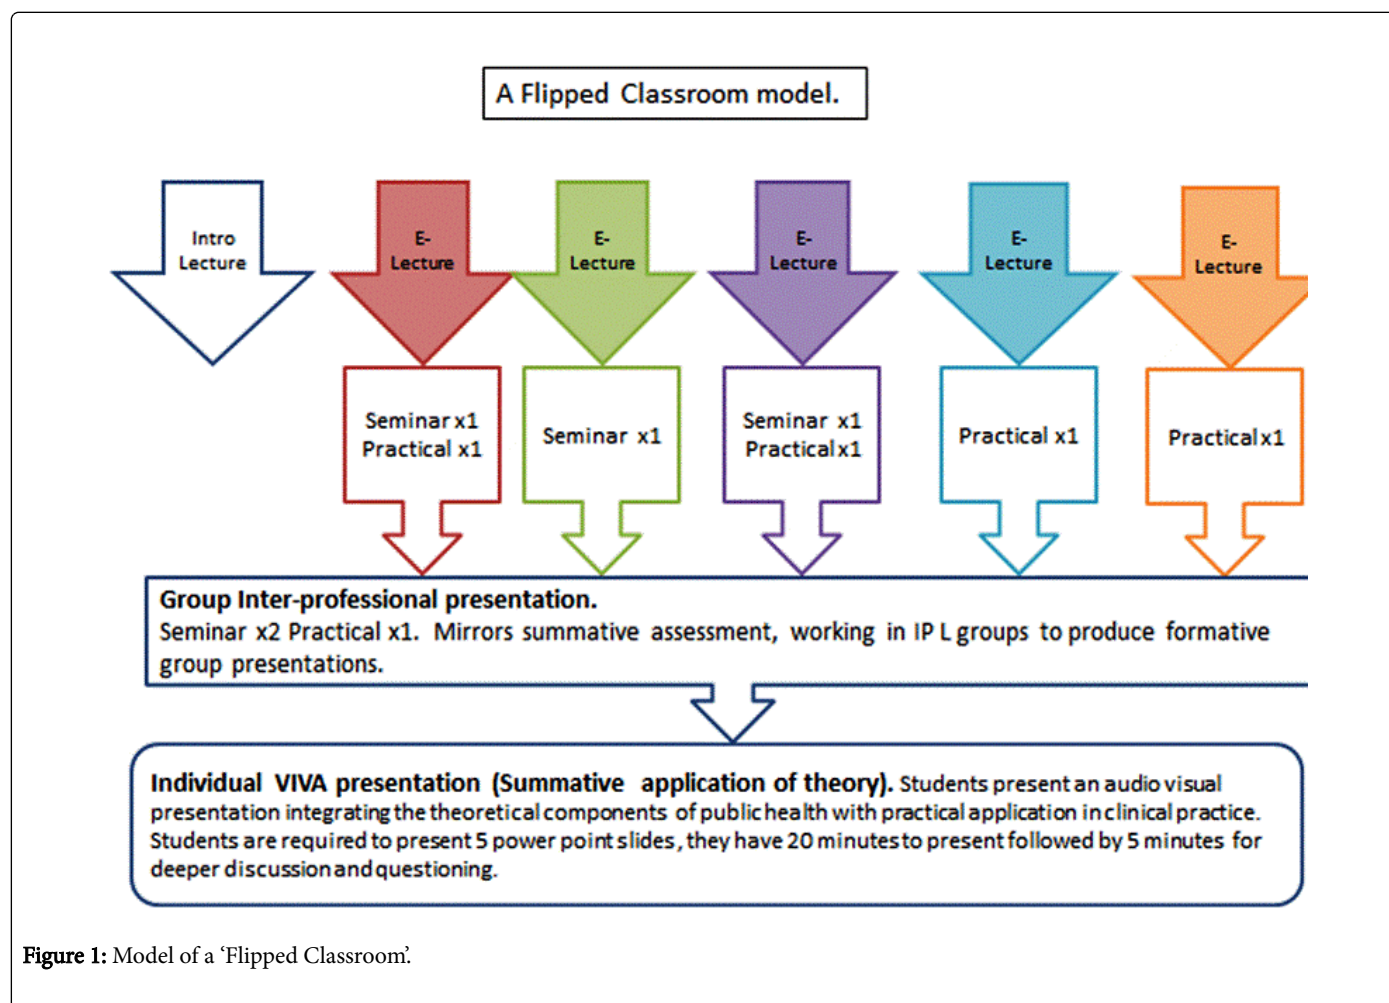 A Flipped Classroom model.
Intro
Lecture
E-
Lecture
E-
Lecture
E-
Lecture
E-
Lecture
E-
Lecture
Seminar x1
Practical x1
Seminar x1
Seminar x1
Practical x1
Practical x1
Practical x1
Group Inter-professional presentation.
Seminar x2 Practical x1. Mirrors summative assessment, working in IP L groups to produce formative
group presentations.
Individual VIVA presentation (Summative application of theory). Students present an audio visual
presentation integrating the theoretical components of public health with practical application in clinical practice.
Students are required to present 5 power point slides, they have 20 minutes to present followed by 5 minutes for
deeper discussion and questioning.
Figure 1: Model of a ‘Flipped Classroom’.